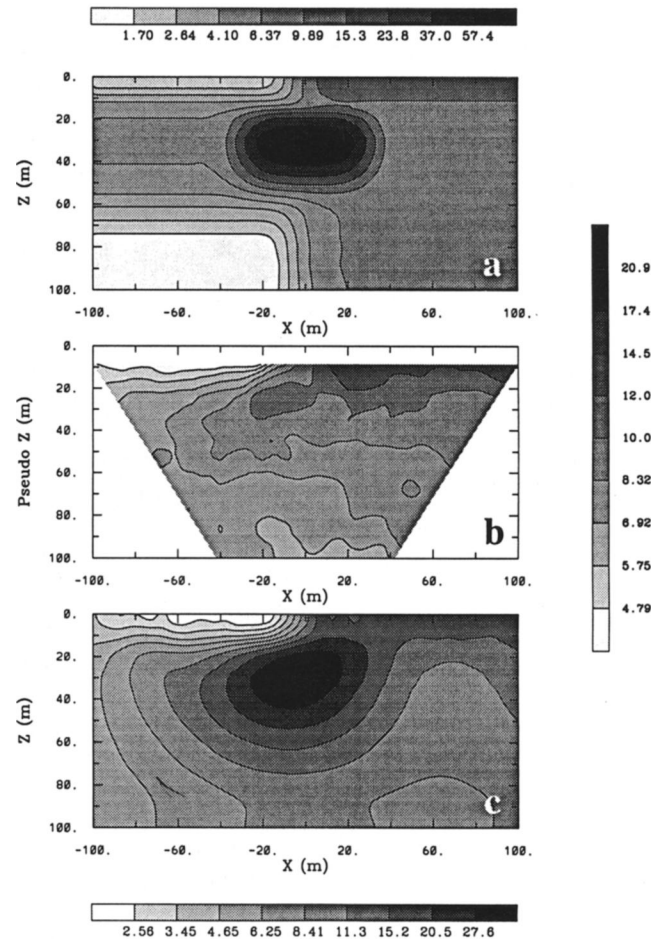 1.70 2.64 4.10 6.37 9.89 15.3 23.8 37.0 57.4
0.
20.
40.
60.
80.
100.
Z (m)
a
-100. -60. -20. 20. 60. 100.
X (m)
0.
20.
40.
60.
80.
100.
Pseudo Z (m)
b
-100. -60. -20. 20. 60. 100.
X (m)
20.9
17.4
14.5
12.0
10.0
8.32
6.92
5.75
4.79
0.
20.
40.
60.
80.
100.
Z (m)
c
-100. -60. -20. 20. 60. 100.
X (m)
2.56 3.45 4.65 6.25 8.41 11.3 15.2 20.5 27.6